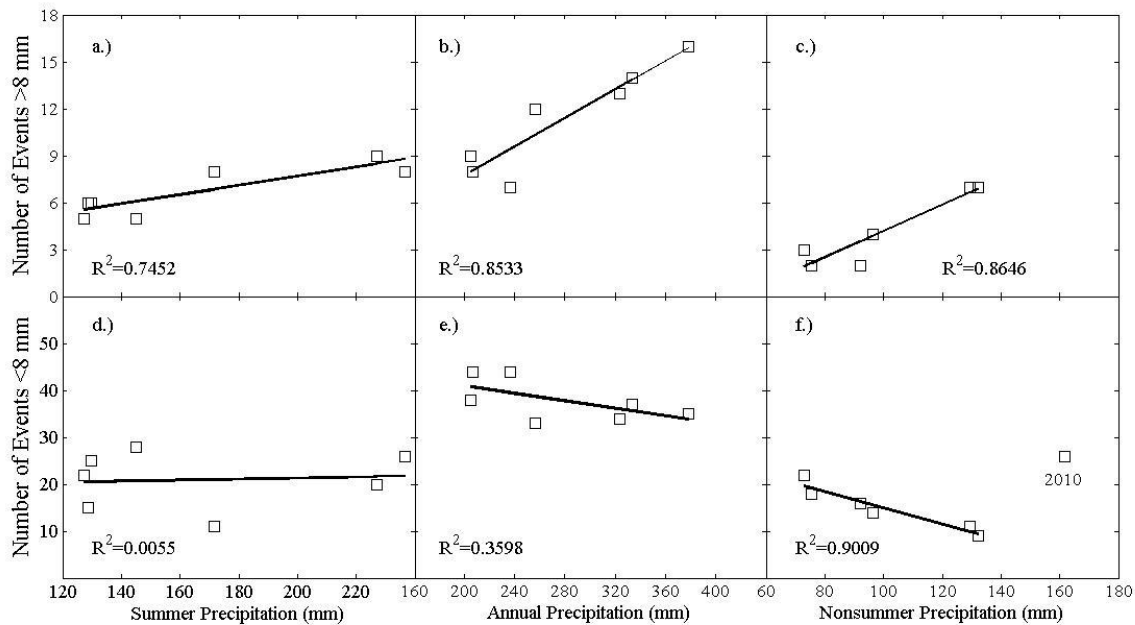 18
15
12
9
6
3
0
Number of Events >8 mm
a.)
R²=0.7452
b.)
R²=0.8533
c.)
R²=0.8646
50
40
30
20
10
Number of Events <8 mm
d.)
R²=0.0055
e.)
R²=0.3598
f.)
2010
R²=0.9009
120 140 160 180 200 220 160 200 240 280 320 360 400 60 80 100 120 140 160 180
Summer Precipitation (mm) Annual Precipitation (mm) Nonsummer Precipitation (mm)